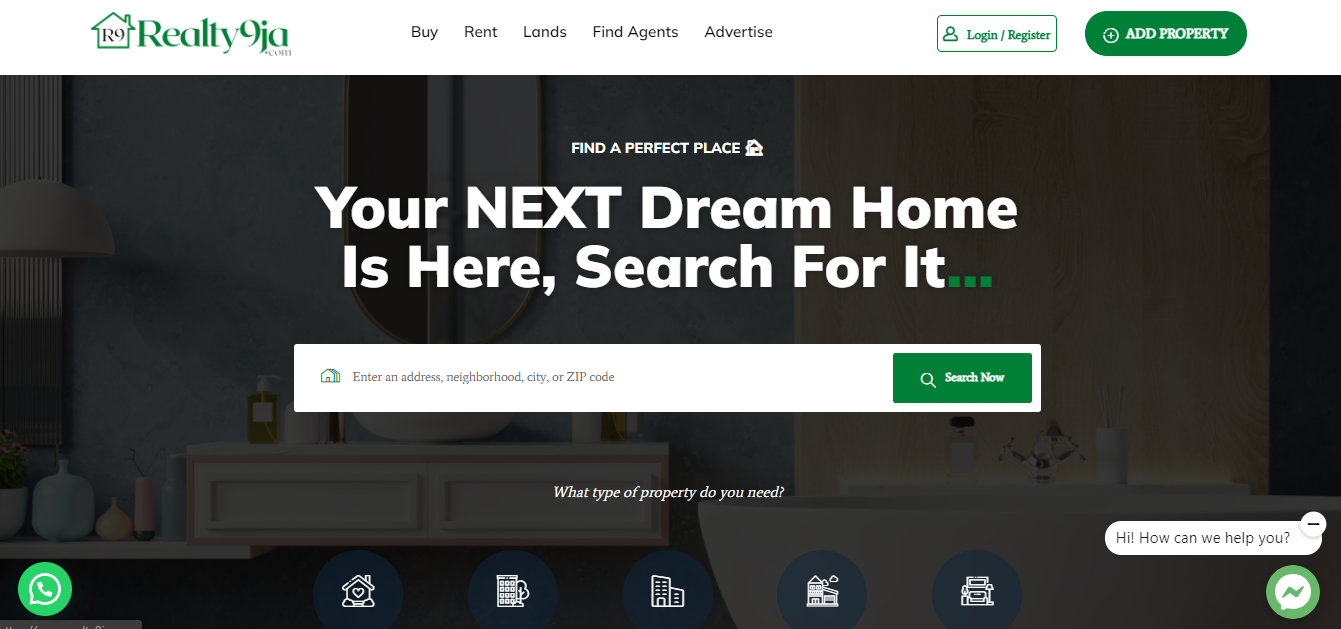 R9 Realty9ja
.com
Buy Rent Lands Find Agents Advertise
Login / Register
ADD PROPERTY
FIND A PERFECT PLACE
Your NEXT Dream Home
Is Here, Search For It...
Enter an address, neighborhood, city, or ZIP code
Search Now
What type of property do you need?
Hi! How can we help you?